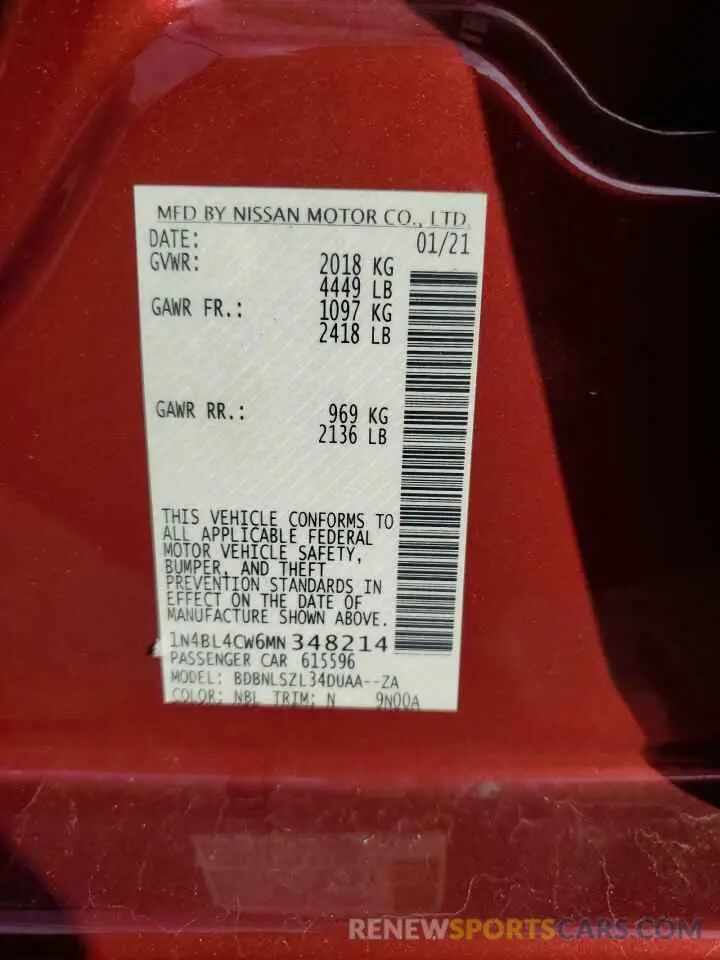 MFD BY NISSAN MOTOR CO., LTD.
DATE: 01/21
GVWR: 2018 KG
4449 LB
GAWR FR.: 1097 KG
2418 LB
GAWR RR.: 969 KG
2136 LB
THIS VEHICLE CONFORMS TO
ALL APPLICABLE FEDERAL
MOTOR VEHICLE SAFETY,
BUMPER, AND THEFT
PREVENTION STANDARDS IN
EFFECT ON THE DATE OF
MANUFACTURE SHOWN ABOVE.
1N4BL4CW6MN348214
PASSENGER CAR 615596
MODEL: BDBNLSZL34DUAA--ZA
COLOR: NBL TRIM: N 9N00A
RENEWSPORTSCARS.COM